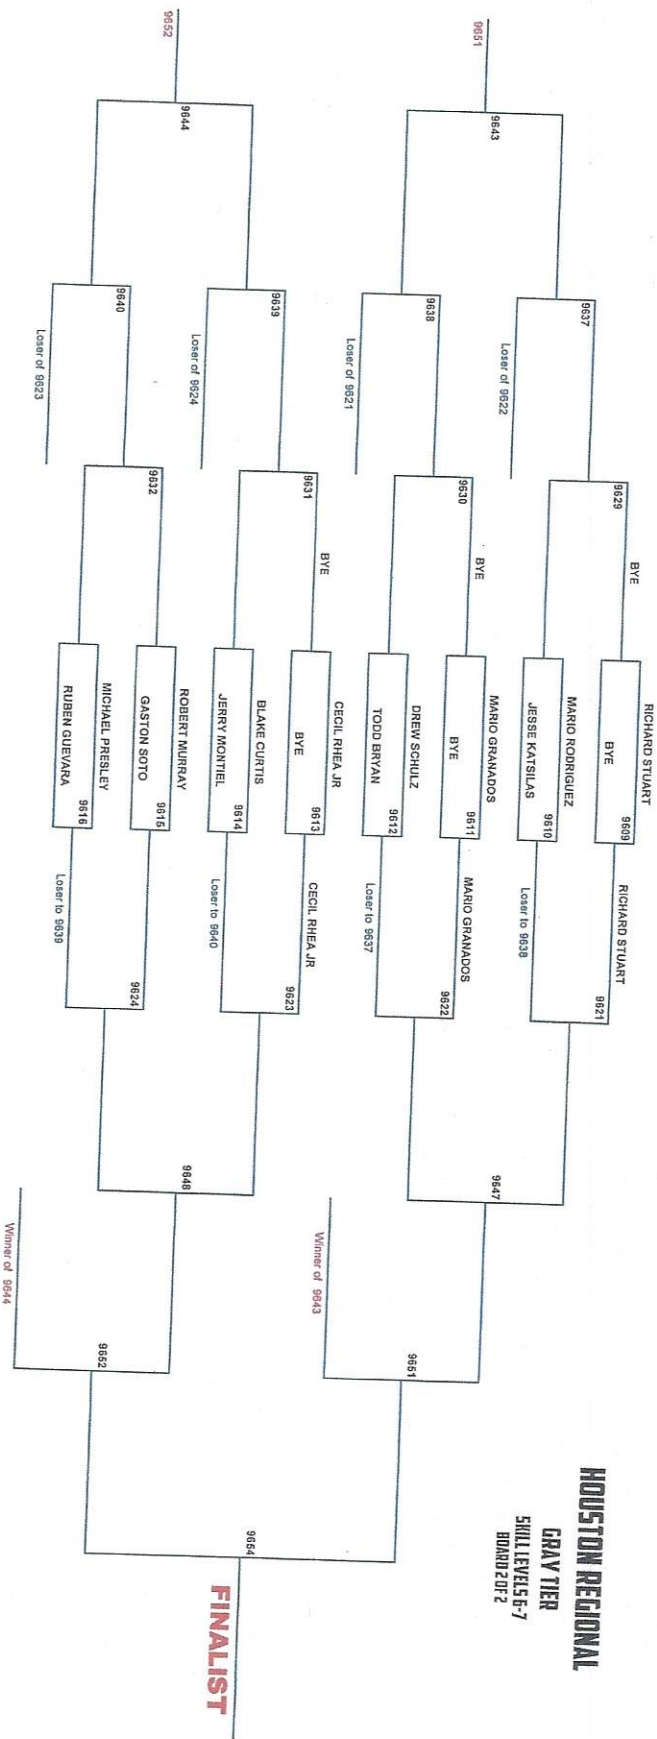 HOUSTON REGIONAL
GRAY TIER
SKILL LEVELS 6-7
BOARD 2 OF 2
RICHARD STUART
BYE
9609
BYE
RICHARD STUART
9621
9629
9637
Loser of 9622
MARIO RODRIGUEZ
JESSE KATSILAS
9610
Loser to 9638
9643
9651
9647
MARIO GRANADOS
BYE
9611
BYE
MARIO GRANADOS
9622
9630
9638
Loser of 9621
DREW SCHULZ
TODD BRYAN
9612
Loser to 9637
Winner of 9643
9651
CECIL RHEA JR
BYE
9613
BYE
CECIL RHEA JR
9623
9631
9639
Loser of 9624
BLAKE CURTIS
JERRY MONTIEL
9614
Loser to 9640
9644
9652
9648
9654
FINALIST
ROBERT MURRAY
GASTON SOTO
9615
9624
9632
9640
Loser of 9623
MICHAEL PRESLEY
RUBEN GUEVARA
9616
Loser to 9639
9652
Winner of 9644